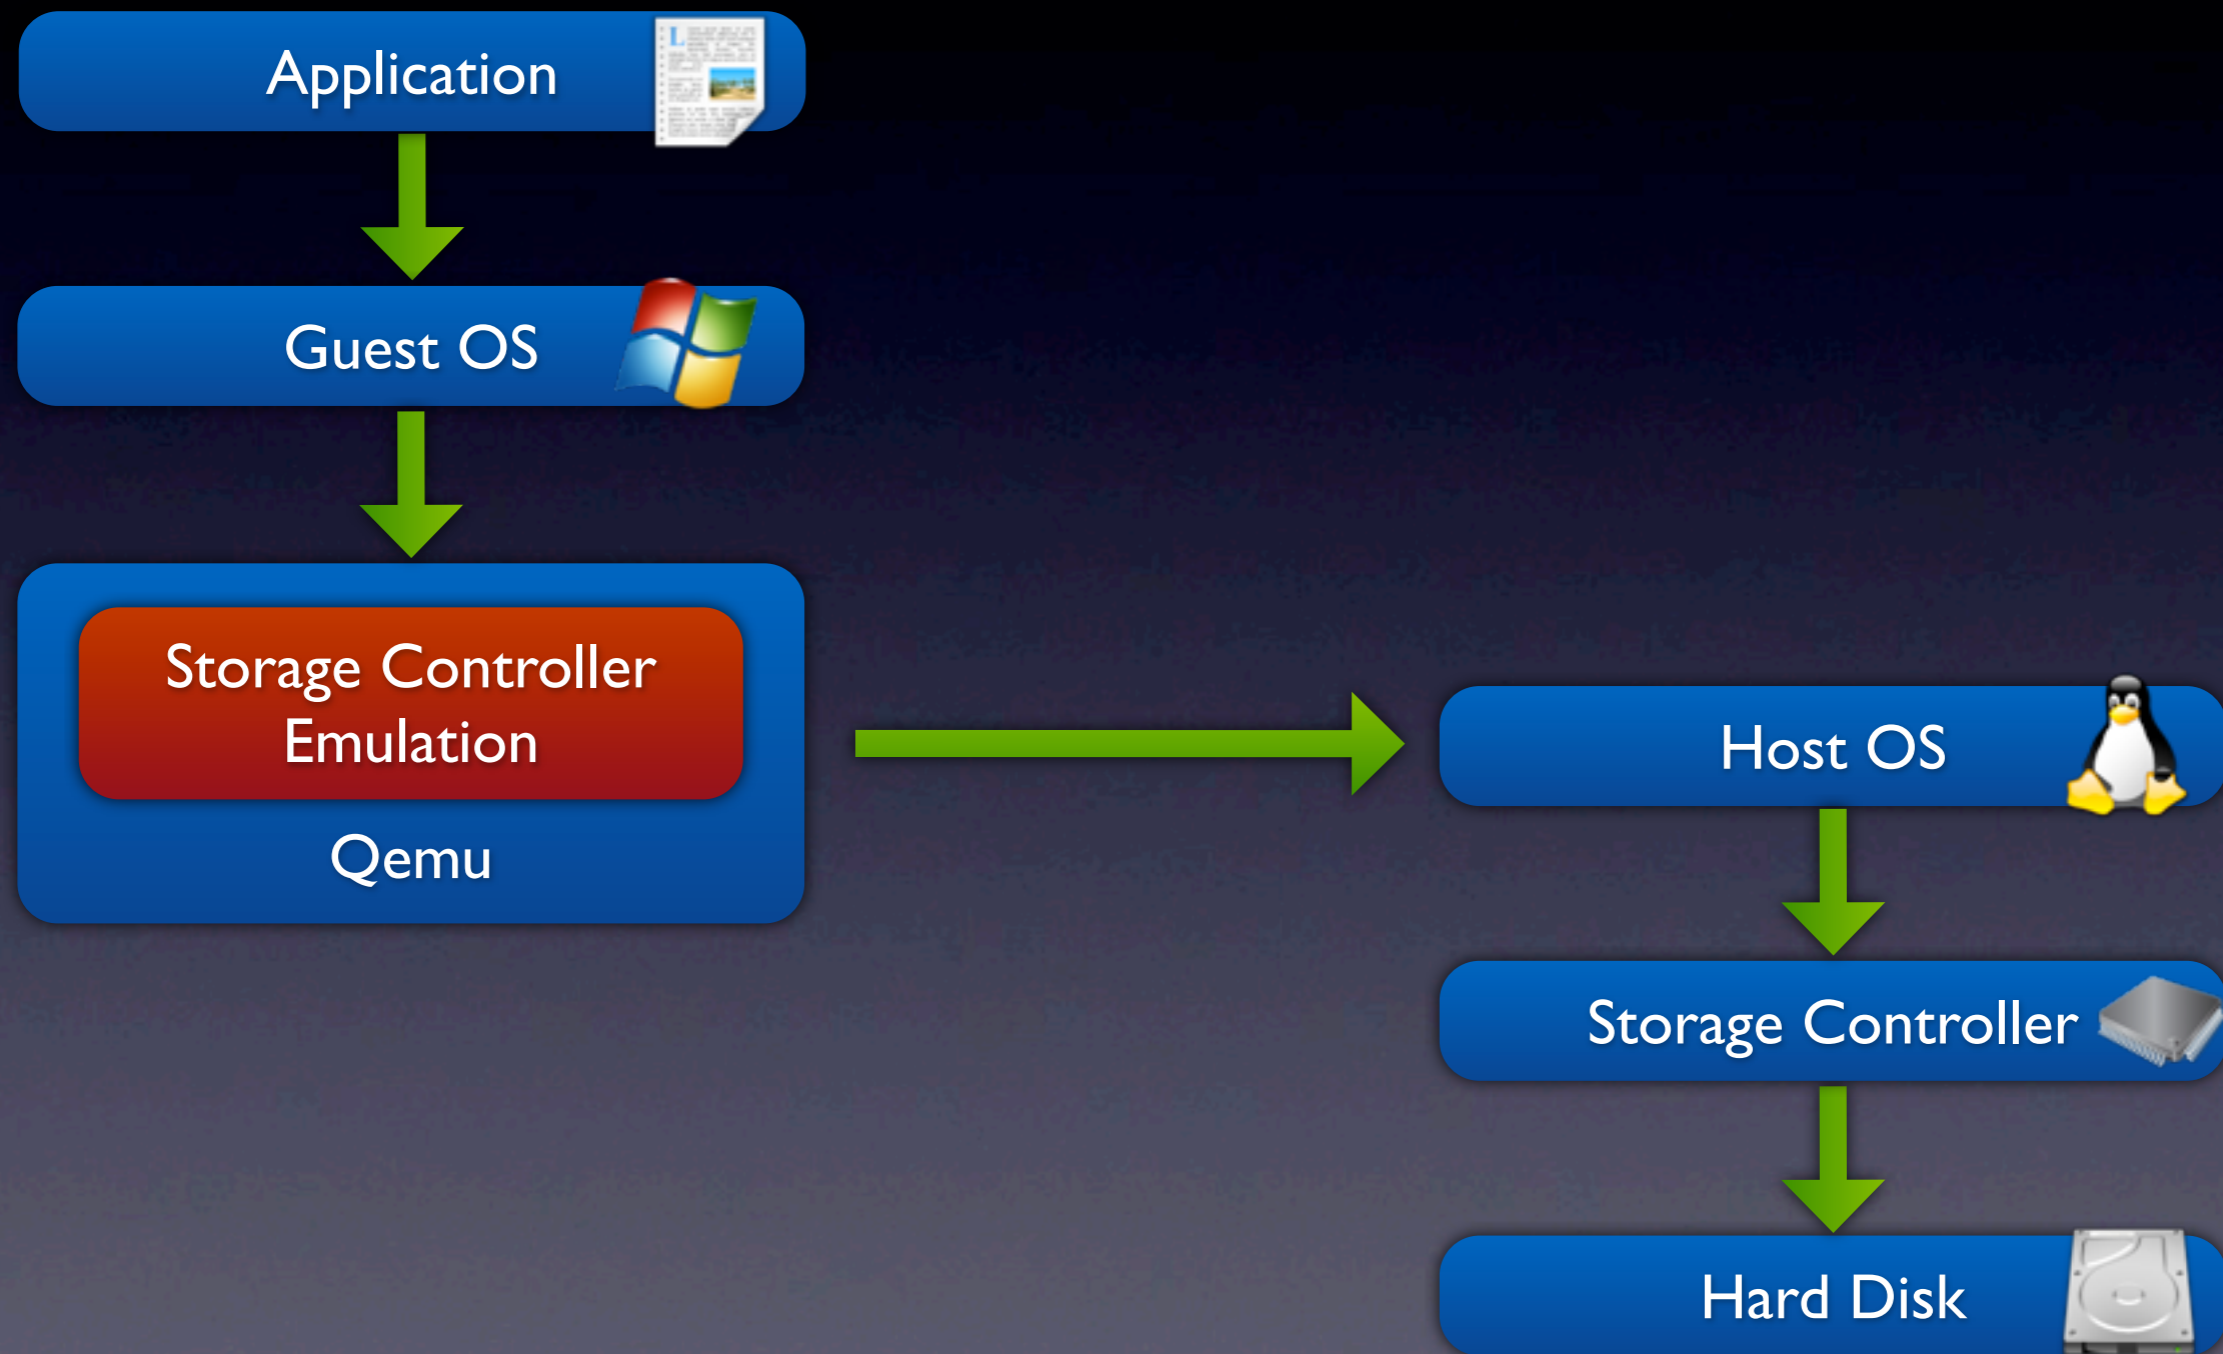 Application
Guest OS
Storage Controller
Emulation
Qemu
Host OS
Storage Controller
Hard Disk